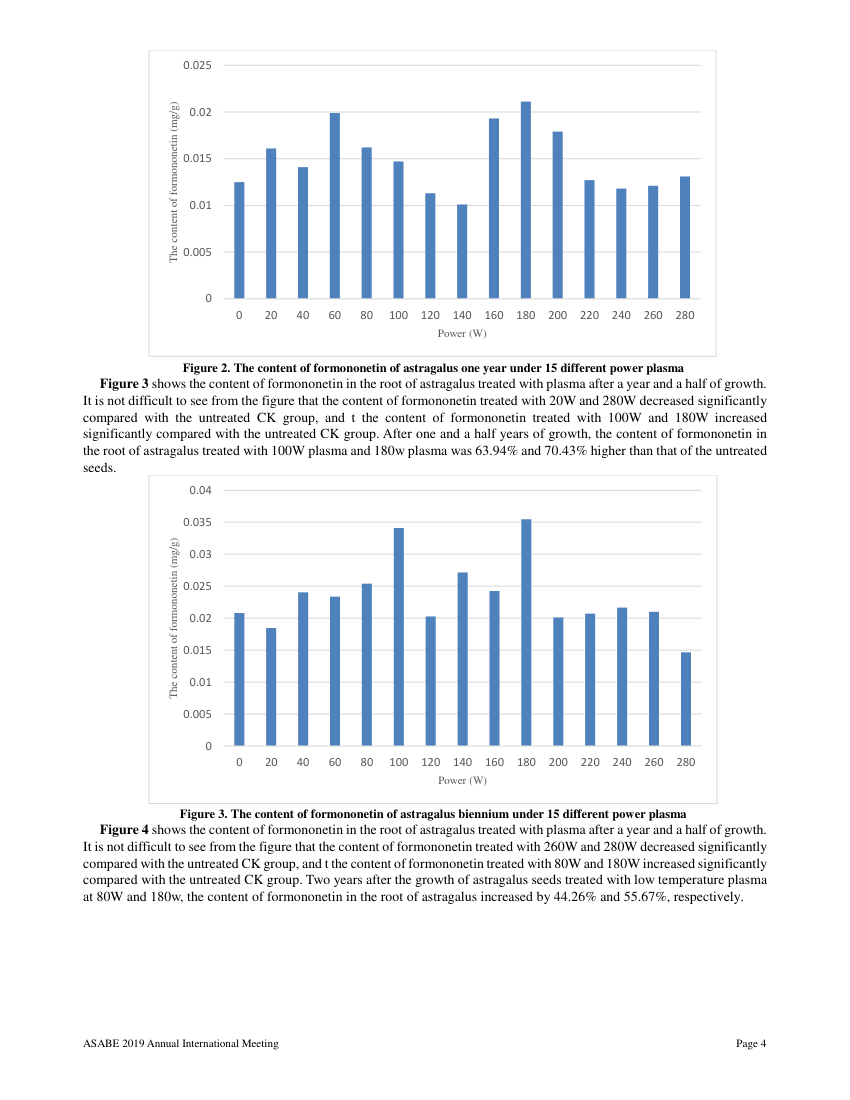 0.025
0.02
0.015
0.01
0.005
0
The content of formononetin (mg/g)
0 20 40 60 80 100 120 140 160 180 200 220 240 260 280
Power (W)
Figure 2. The content of formononetin of astragalus one year under 15 different power plasma
Figure 3 shows the content of formononetin in the root of astragalus treated with plasma after a year and a half of growth.
It is not difficult to see from the figure that the content of formononetin treated with 20W and 280W decreased significantly
compared with the untreated CK group, and t the content of formononetin treated with 100W and 180W increased
significantly compared with the untreated CK group. After one and a half years of growth, the content of formononetin in
the root of astragalus treated with 100W plasma and 180w plasma was 63.94% and 70.43% higher than that of the untreated
seeds.
0.04
0.035
0.03
0.025
0.02
0.015
0.01
0.005
0
The content of formononetin (mg/g)
0 20 40 60 80 100 120 140 160 180 200 220 240 260 280
Power (W)
Figure 3. The content of formononetin of astragalus biennium under 15 different power plasma
Figure 4 shows the content of formononetin in the root of astragalus treated with plasma after a year and a half of growth.
It is not difficult to see from the figure that the content of formononetin treated with 260W and 280W decreased significantly
compared with the untreated CK group, and t the content of formononetin treated with 80W and 180W increased significantly
compared with the untreated CK group. Two years after the growth of astragalus seeds treated with low temperature plasma
at 80W and 180w, the content of formononetin in the root of astragalus increased by 44.26% and 55.67%, respectively.
ASABE 2019 Annual International Meeting Page 4